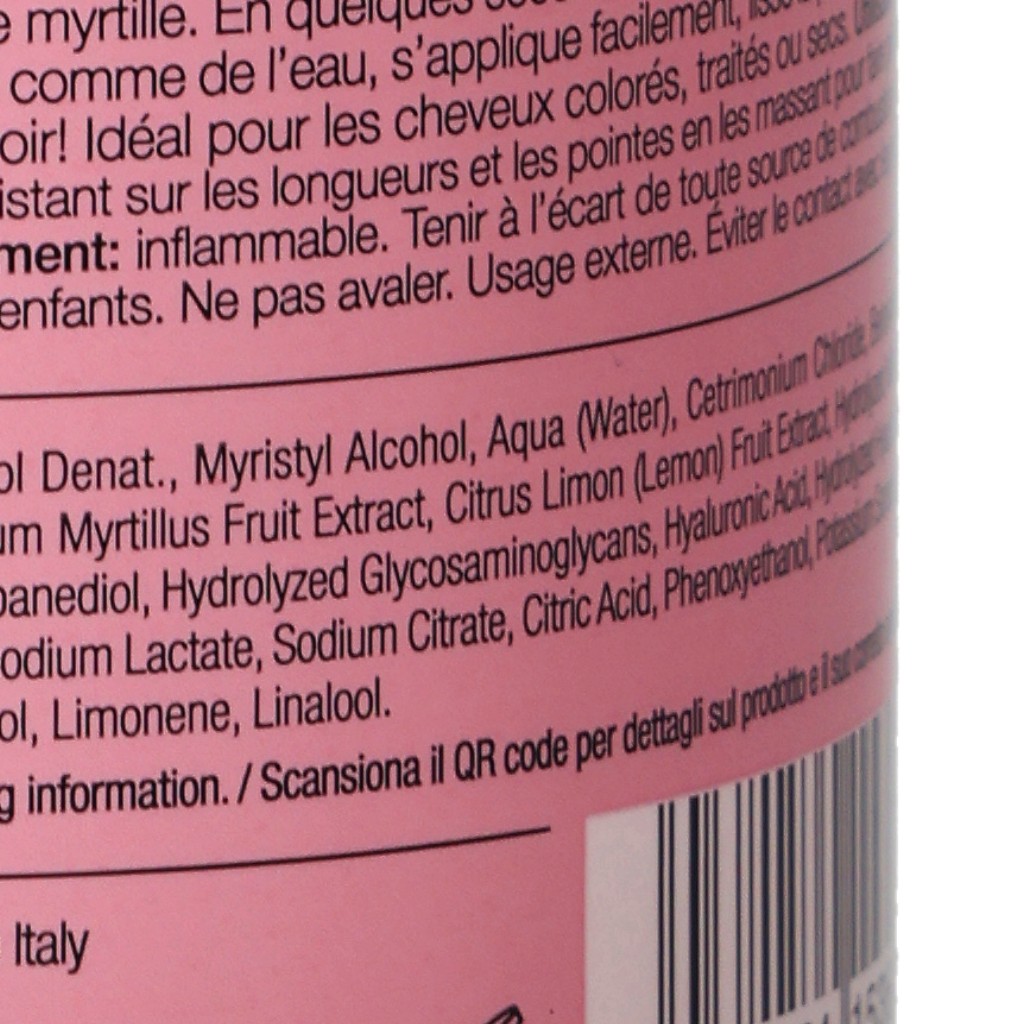 e myrtille. En quelques
comme de l'eau, s'applique facilement,
oir! Idéal pour les cheveux colorés, traités ou secs.
istant sur les longueurs et les pointes en les massant pour
ment: inflammable. Tenir à l'écart de toute source de
enfants. Ne pas avaler. Usage externe. Éviter le contact avec
ol Denat., Myristyl Alcohol, Aqua (Water), Cetrimonium Chloride,
um Myrtillus Fruit Extract, Citrus Limon (Lemon) Fruit Extract,
panediol, Hydrolyzed Glycosaminoglycans, Hyaluronic Acid, Hydrolyzed
odium Lactate, Sodium Citrate, Citric Acid, Phenoxyethanol, Potassium
ol, Limonene, Linalool.
g information. / Scansiona il QR code per dettagli sul prodotto e il suo
Italy